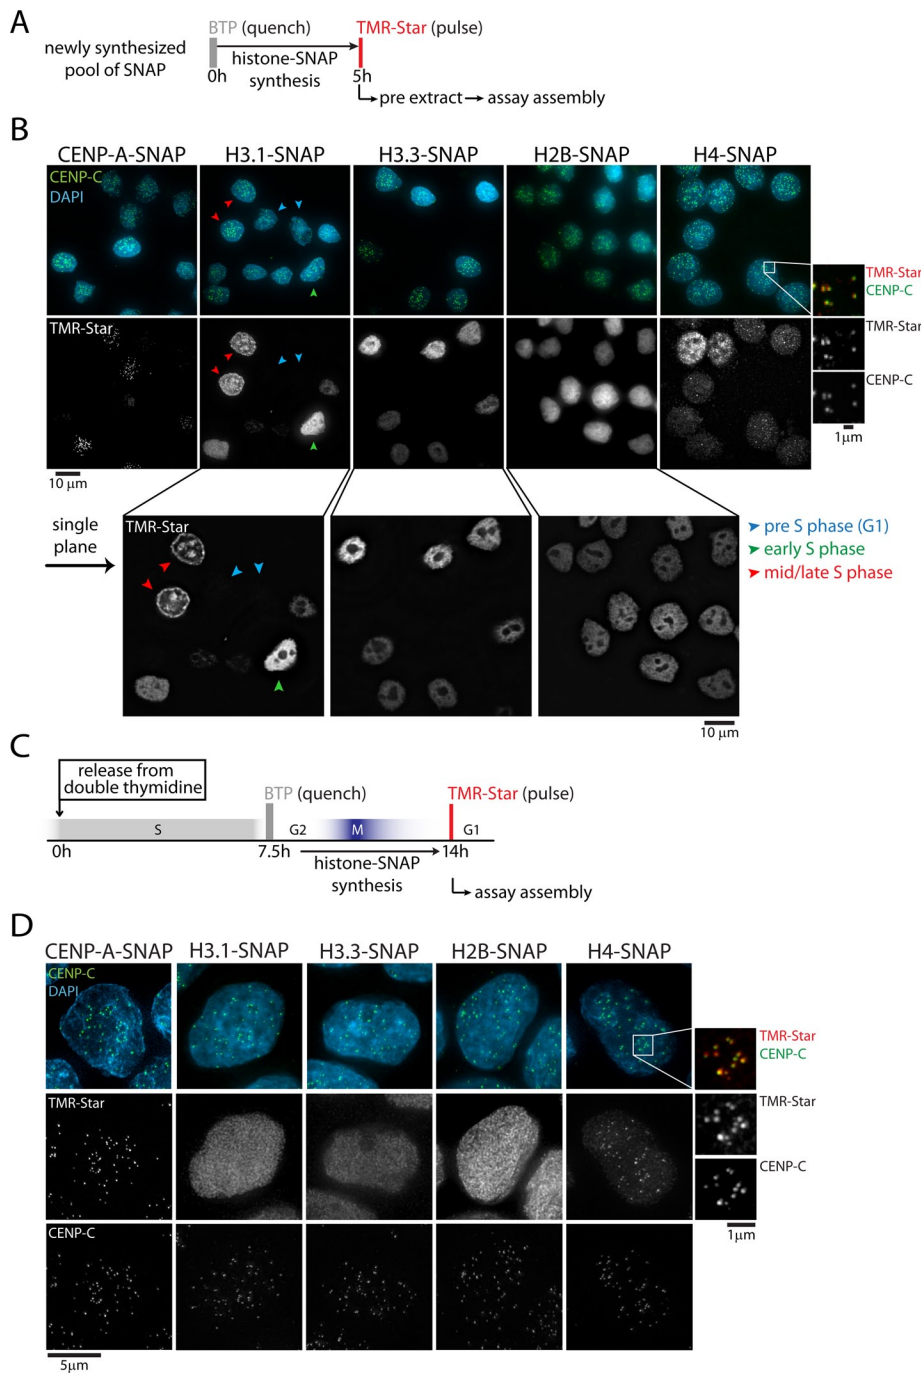 A
BTP (quench)
TMR-Star (pulse)
newly synthesized
pool of SNAP
histone-SNAP
synthesis
0h
5h
pre extract
assay assembly
B
CENP-A-SNAP
H3.1-SNAP
H3.3-SNAP
H2B-SNAP
H4-SNAP
CENP-C
DAPI
TMR-Star
CENP-C
TMR-Star
TMR-Star
CENP-C
1μm
10 μm
single
plane
TMR-Star
pre S phase (G1)
early S phase
mid/late S phase
10 μm
C
release from
double thymidine
BTP (quench)
TMR-Star (pulse)
S
G2
M
G1
0h
7.5h
14h
histone-SNAP
synthesis
assay assembly
D
CENP-A-SNAP
H3.1-SNAP
H3.3-SNAP
H2B-SNAP
H4-SNAP
CENP-C
DAPI
TMR-Star
CENP-C
TMR-Star
TMR-Star
CENP-C
CENP-C
1μm
5μm